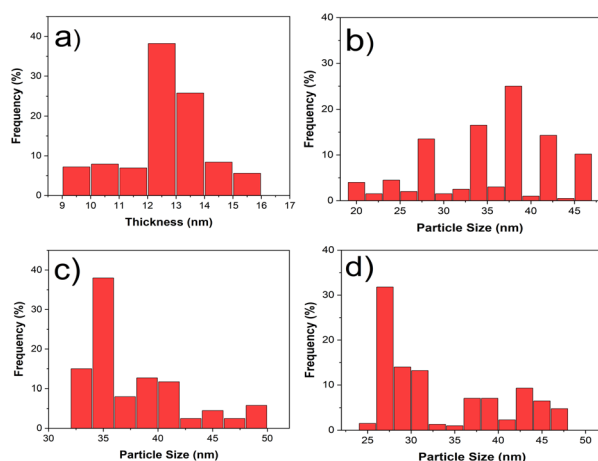 a)
40
30
20
10
0
Frequency (%)
9 10 11 12 13 14 15 16 17
Thickness (nm)
b)
40
30
20
10
0
Frequency (%)
20 25 30 35 40 45
Particle Size (nm)
c)
40
30
20
10
0
Frequency (%)
30 35 40 45 50
Particle Size (nm)
d)
40
30
20
10
0
Frequency (%)
25 30 35 40 45 50
Particle Size (nm)